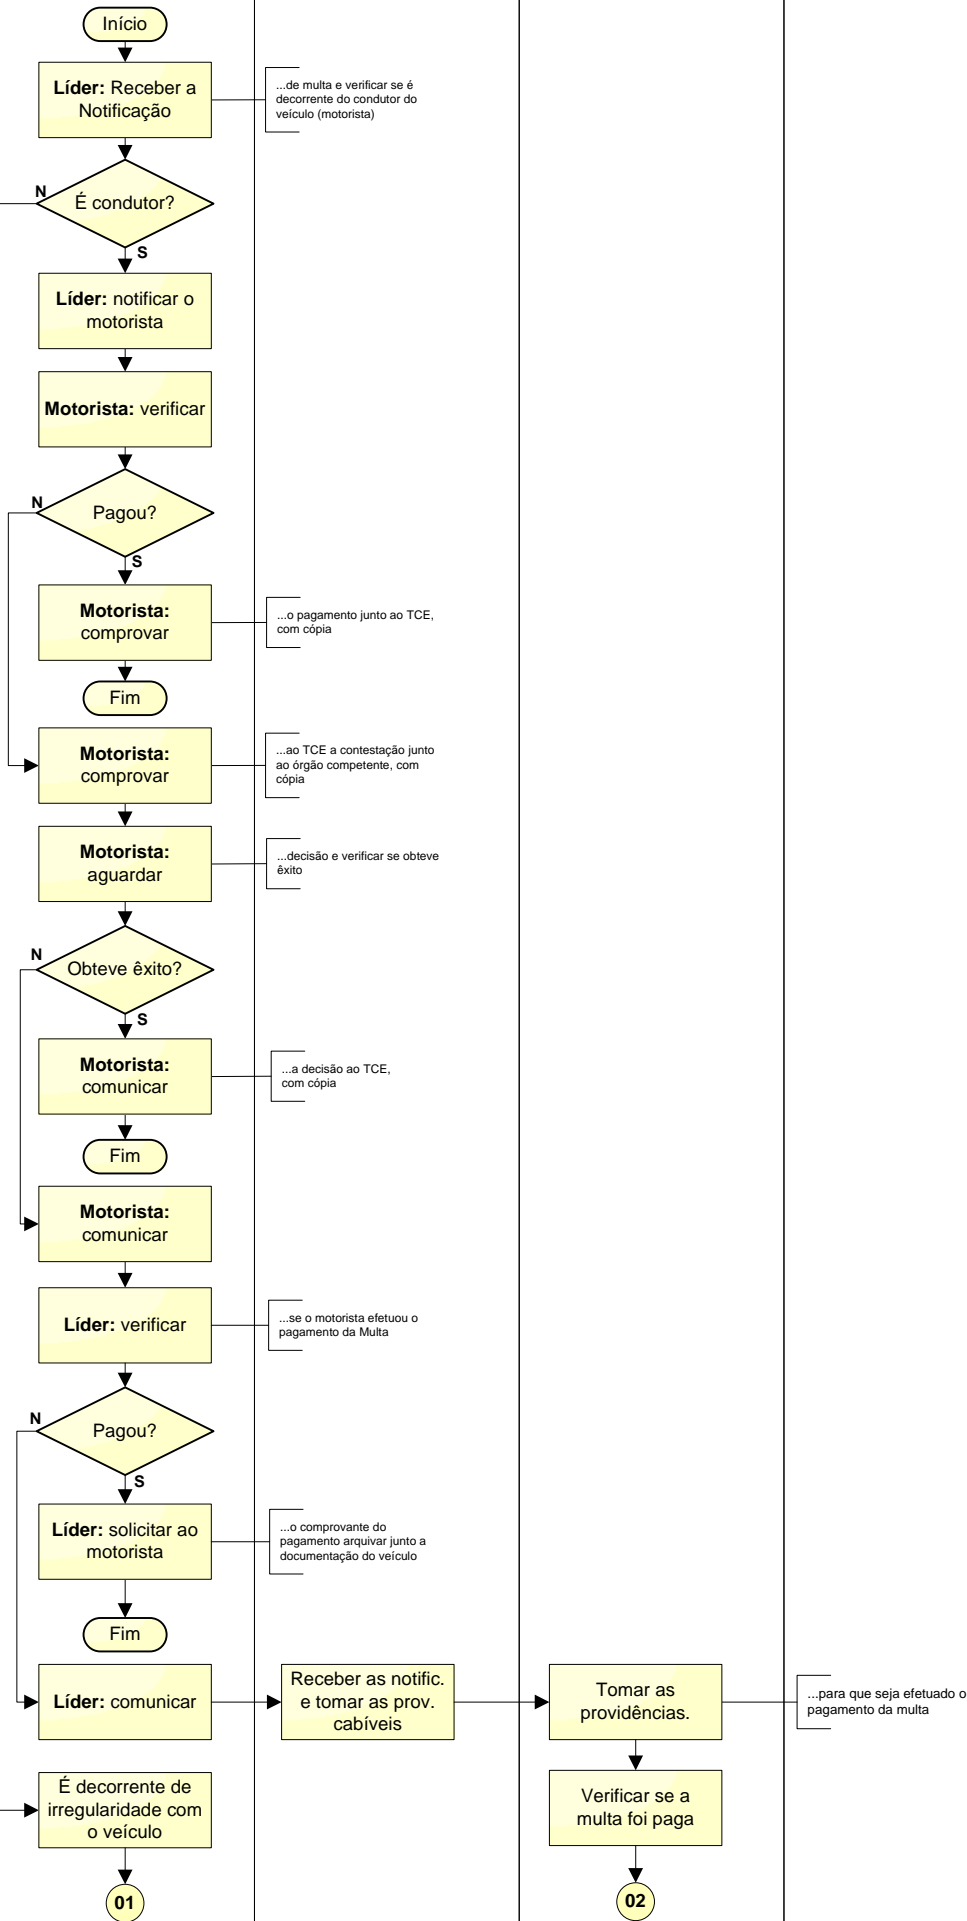 Início
Líder: Receber a
Notificação
...de multa e verificar se é
decorrente do condutor do
veículo (motorista)
N
É condutor?
S
Líder: notificar o
motorista
Motorista: verificar
N
Pagou?
S
Motorista:
comprovar
...o pagamento junto ao TCE,
com cópia
Fim
Motorista:
comprovar
...ao TCE a contestação junto
ao órgão competente, com
cópia
Motorista:
aguardar
...decisão e verificar se obteve
êxito
N
Obteve êxito?
S
Motorista:
comunicar
...a decisão ao TCE,
com cópia
Fim
Motorista:
comunicar
Líder: verificar
...se o motorista efetuou o
pagamento da Multa
N
Pagou?
S
Líder: solicitar ao
motorista
...o comprovante do
pagamento arquivar junto a
documentação do veículo
Fim
Líder: comunicar
Receber as notific.
e tomar as prov.
cabíveis
Tomar as
providências.
...para que seja efetuado o
pagamento da multa
É decorrente de
irregularidade com
o veículo
Verificar se a
multa foi paga
01
02